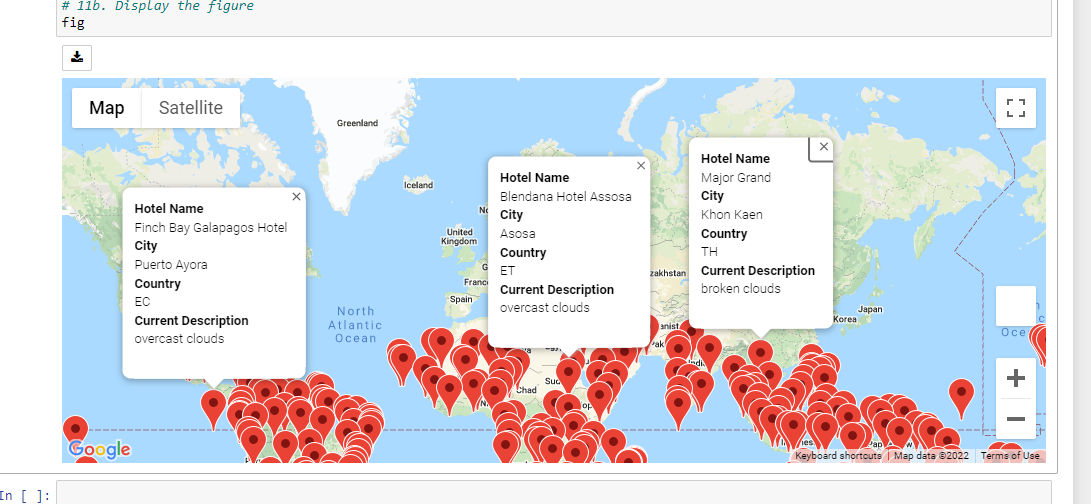 # 11b. Display the figure
fig
Map
Satellite
Greenland
Iceland
United
Kingdom
Spain
North
Atlantic
Ocean
Hotel Name
Finch Bay Galapagos Hotel
City
Puerto Ayora
Country
EC
Current Description
overcast clouds
Hotel Name
Blendana Hotel Assosa
City
Asosa
Country
ET
Current Description
overcast clouds
Hotel Name
Major Grand
City
Khon Kaen
Country
TH
Current Description
broken clouds
zakhstan
Japan
Korea
Chad
Google
Keyboard shortcuts
Map data ©2022
Terms of Use
In [ ]: